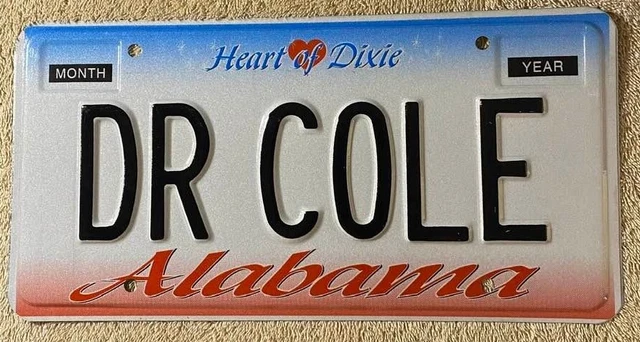 Heart of Dixie
MONTH YEAR
DR COLE
Alabama